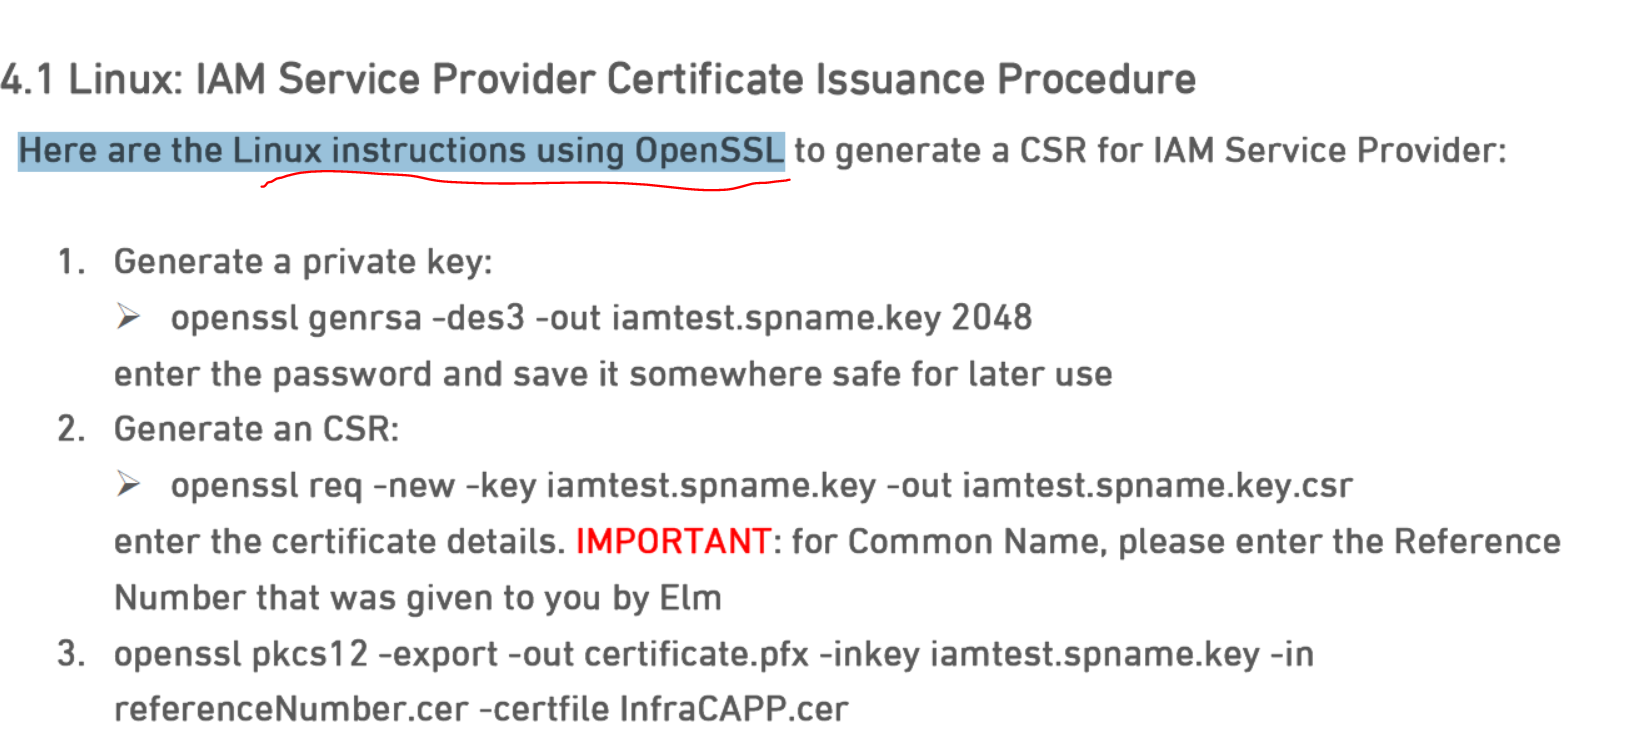 4.1 Linux: IAM Service Provider Certificate Issuance Procedure
Here are the Linux instructions using OpenSSL to generate a CSR for IAM Service Provider:
1. Generate a private key:
➢ openssl genrsa -des3 -out iamtest.spname.key 2048
enter the password and save it somewhere safe for later use
2. Generate an CSR:
➢ openssl req -new -key iamtest.spname.key -out iamtest.spname.key.csr
enter the certificate details. IMPORTANT: for Common Name, please enter the Reference
Number that was given to you by Elm
3. openssl pkcs12 -export -out certificate.pfx -inkey iamtest.spname.key -in
referenceNumber.cer -certfile InfraCAPP.cer